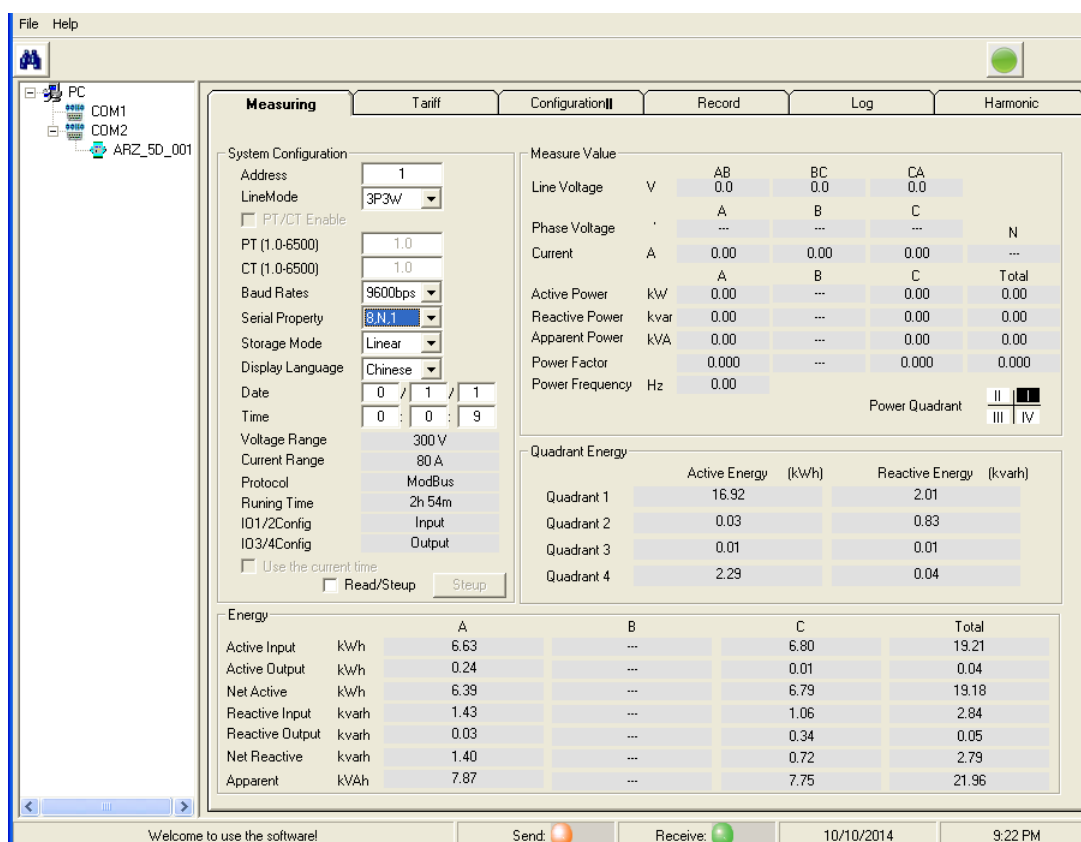 File Help
PC
COM1
COM2
ARZ_5D_001
Measuring Tariff ConfigurationII Record Log Harmonic
System Configuration
Address 1
LineMode 3P3W
PT/CT Enable
PT (1.0-6500) 1.0
CT (1.0-6500) 1.0
Baud Rates 9600bps
Serial Property 8.N.1
Storage Mode Linear
Display Language Chinese
Date 0 / 1 / 1
Time 0 : 0 : 9
Voltage Range 300 V
Current Range 80 A
Protocol ModBus
Runing Time 2h 54m
IO1/2Config Input
IO3/4Config Output
Use the current time
Read/Steup Steup
Measure Value
AB BC CA
Line Voltage V 0.0 0.0 0.0
A B C
Phase Voltage ' --- --- --- N
Current A 0.00 0.00 0.00 ---
A B C Total
Active Power kW 0.00 --- 0.00 0.00
Reactive Power kvar 0.00 --- 0.00 0.00
Apparent Power kVA 0.00 --- 0.00 0.00
Power Factor 0.000 --- 0.000 0.000
Power Frequency Hz 0.00
Power Quadrant II I
III IV
Quadrant Energy
Active Energy (kWh) Reactive Energy (kvarh)
Quadrant 1 16.92 2.01
Quadrant 2 0.03 0.83
Quadrant 3 0.01 0.01
Quadrant 4 2.29 0.04
Energy
A B C Total
Active Input kWh 6.63 --- 6.80 19.21
Active Output kWh 0.24 --- 0.01 0.04
Net Active kWh 6.39 --- 6.79 19.18
Reactive Input kvarh 1.43 --- 1.06 2.84
Reactive Output kvarh 0.03 --- 0.34 0.05
Net Reactive kvarh 1.40 --- 0.72 2.79
Apparent kVAh 7.87 --- 7.75 21.96
Welcome to use the software! Send: Receive: 10/10/2014 9:22 PM